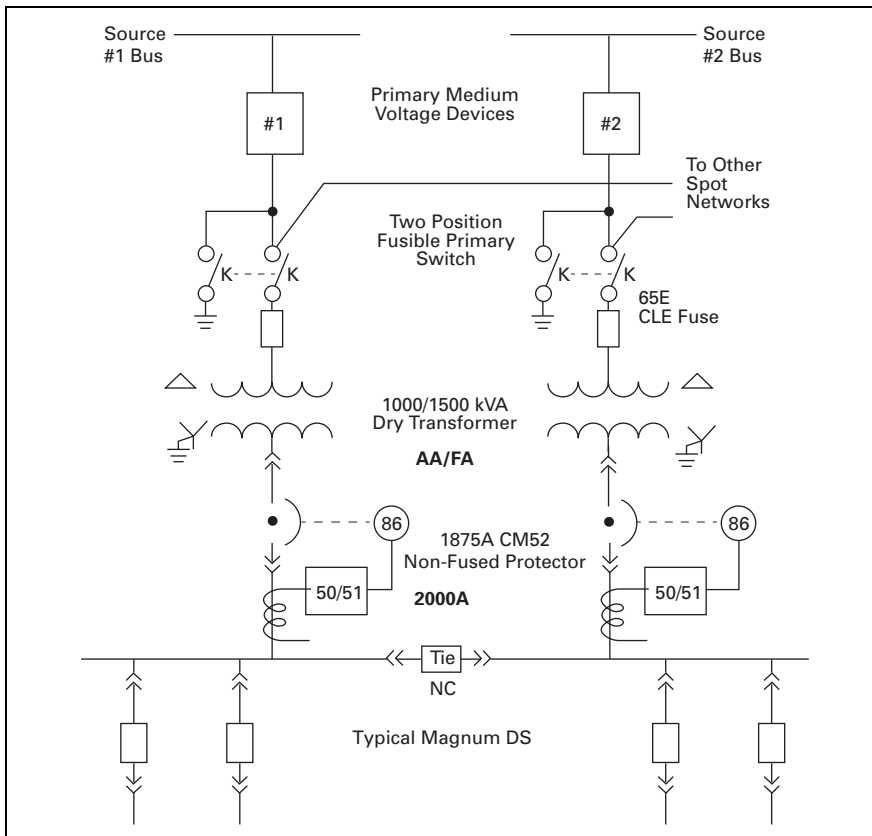 Source
#1 Bus
Source
#2 Bus
Primary Medium
Voltage Devices
#1
#2
To Other
Spot
Networks
Two Position
Fusible Primary
Switch
K
K
K
K
65E
CLE Fuse
1000/1500 kVA
Dry Transformer
AA/FA
86
86
1875A CM52
Non-Fused Protector
50/51
50/51
2000A
Tie
NC
Typical Magnum DS